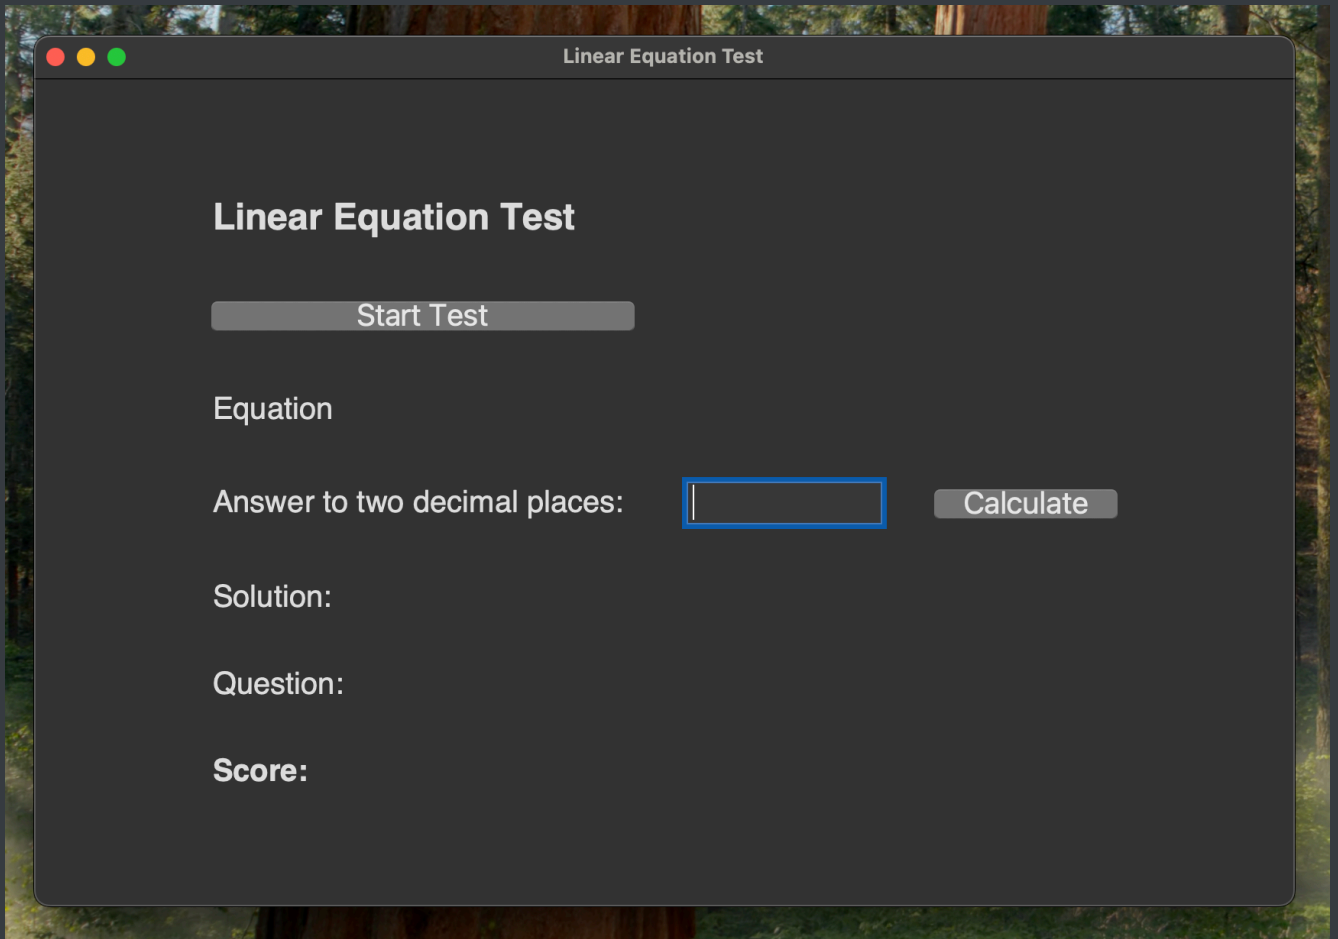 Linear Equation Test
Linear Equation Test
Start Test
Equation
Answer to two decimal places:
Calculate
Solution:
Question:
Score: